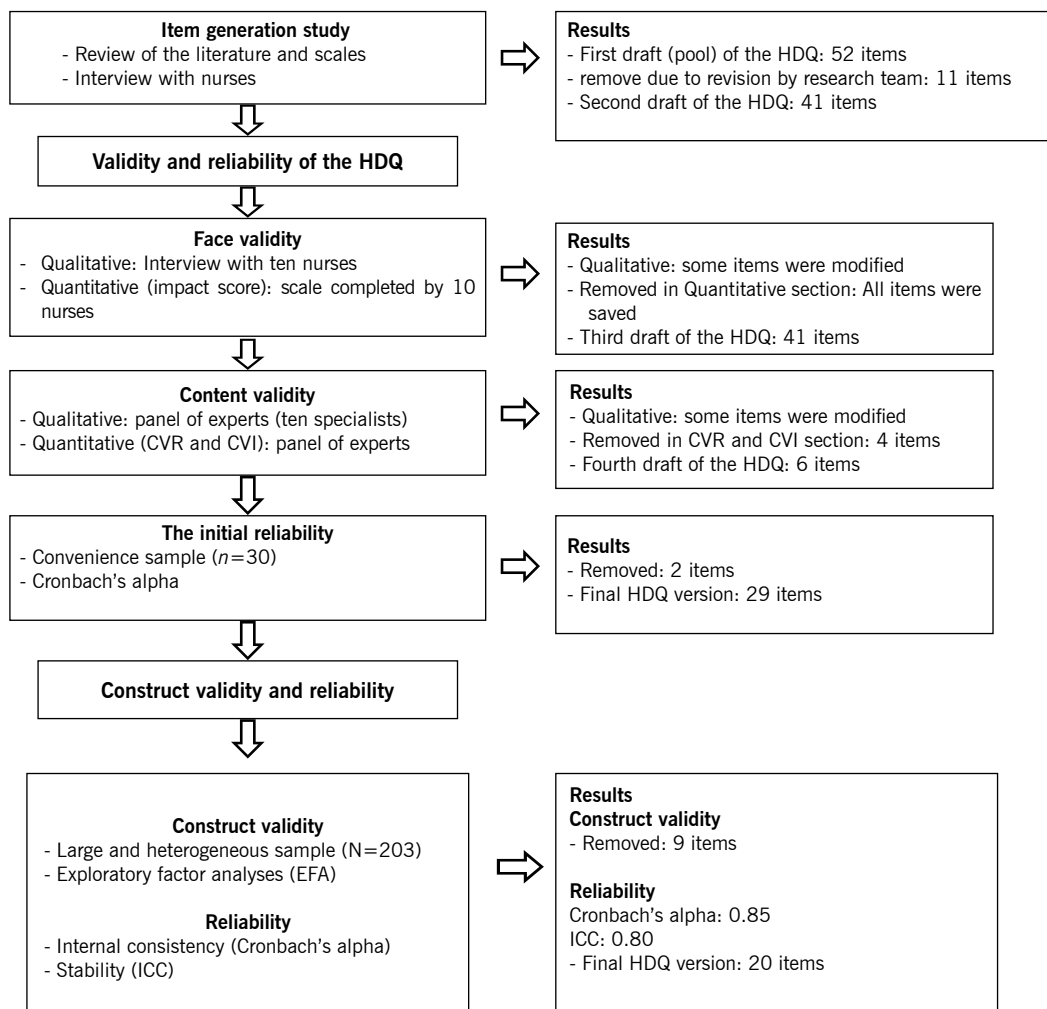 Item generation study
- Review of the literature and scales
- Interview with nurses
Results
- First draft (pool) of the HDQ: 52 items
- remove due to revision by research team: 11 items
- Second draft of the HDQ: 41 items
Validity and reliability of the HDQ
Face validity
- Qualitative: Interview with ten nurses
- Quantitative (impact score): scale completed by 10
nurses
Results
- Qualitative: some items were modified
- Removed in Quantitative section: All items were
saved
- Third draft of the HDQ: 41 items
Content validity
- Qualitative: panel of experts (ten specialists)
- Quantitative (CVR and CVI): panel of experts
Results
- Qualitative: some items were modified
- Removed in CVR and CVI section: 4 items
- Fourth draft of the HDQ: 6 items
The initial reliability
- Convenience sample (n=30)
- Cronbach's alpha
Results
- Removed: 2 items
- Final HDQ version: 29 items
Construct validity and reliability
Construct validity
- Large and heterogeneous sample (N=203)
- Exploratory factor analyses (EFA)
Reliability
- Internal consistency (Cronbach's alpha)
- Stability (ICC)
Results
Construct validity
- Removed: 9 items
Reliability
Cronbach's alpha: 0.85
ICC: 0.80
- Final HDQ version: 20 items